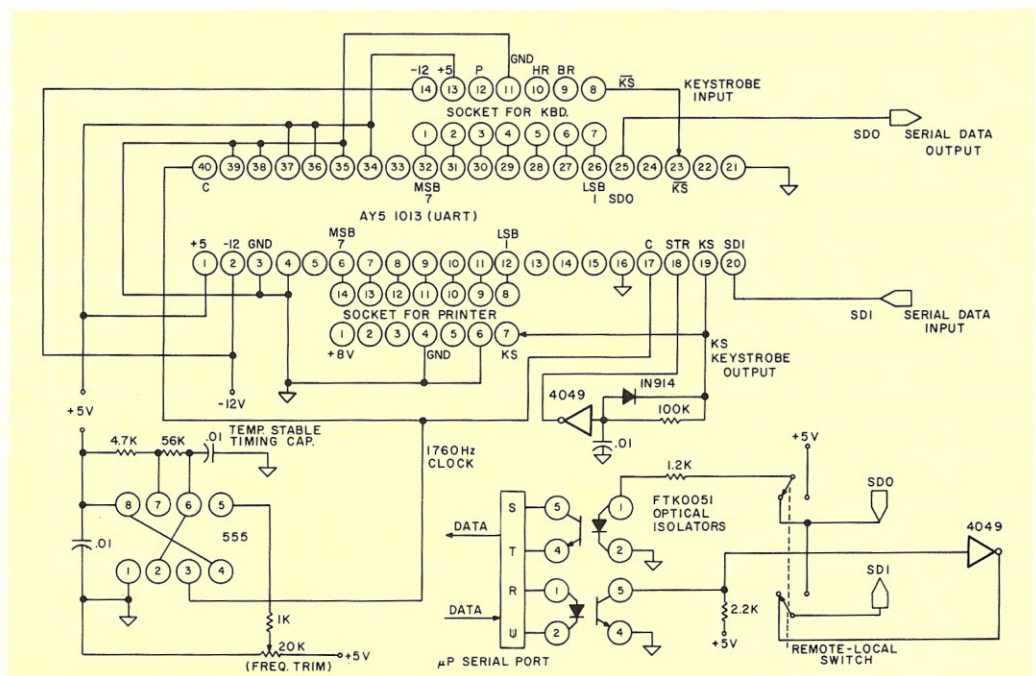 GND
-12 +5 P HR BR
14 13 12 11 10 9 8 KS KEYSTROBE INPUT
SOCKET FOR KBD.
SDO SERIAL DATA OUTPUT
1 2 3 4 5 6 7
40 39 38 37 36 35 34 33 32 31 30 29 28 27 26 25 24 23 22 21
C MSB 7 LSB 1 SDO KS
AY5 1013 (UART)
+5 -12 GND MSB 7 LSB 1 C STR KS SDI
1 2 3 4 5 6 7 8 9 10 11 12 13 14 15 16 17 18 19 20
14 13 12 11 10 9 8
SOCKET FOR PRINTER
SDI SERIAL DATA INPUT
1 2 3 4 5 6 7
+8V GND KS
KS KEYSTROBE OUTPUT
4049
1N914
100K
.01
+5V
-12V
TEMP. STABLE TIMING CAP.
4.7K 56K .01
1760Hz CLOCK
8 7 6 5
555
.01
1 2 3 4
1K
20K
(FREQ. TRIM)
+5V
1.2K
+5V
FTK0051 OPTICAL ISOLATORS
SDO
4049
DATA
S T R U
5 4 1 2
1 2 5 4
DATA
SDI
2.2K
+5V
μP SERIAL PORT
REMOTE-LOCAL SWITCH